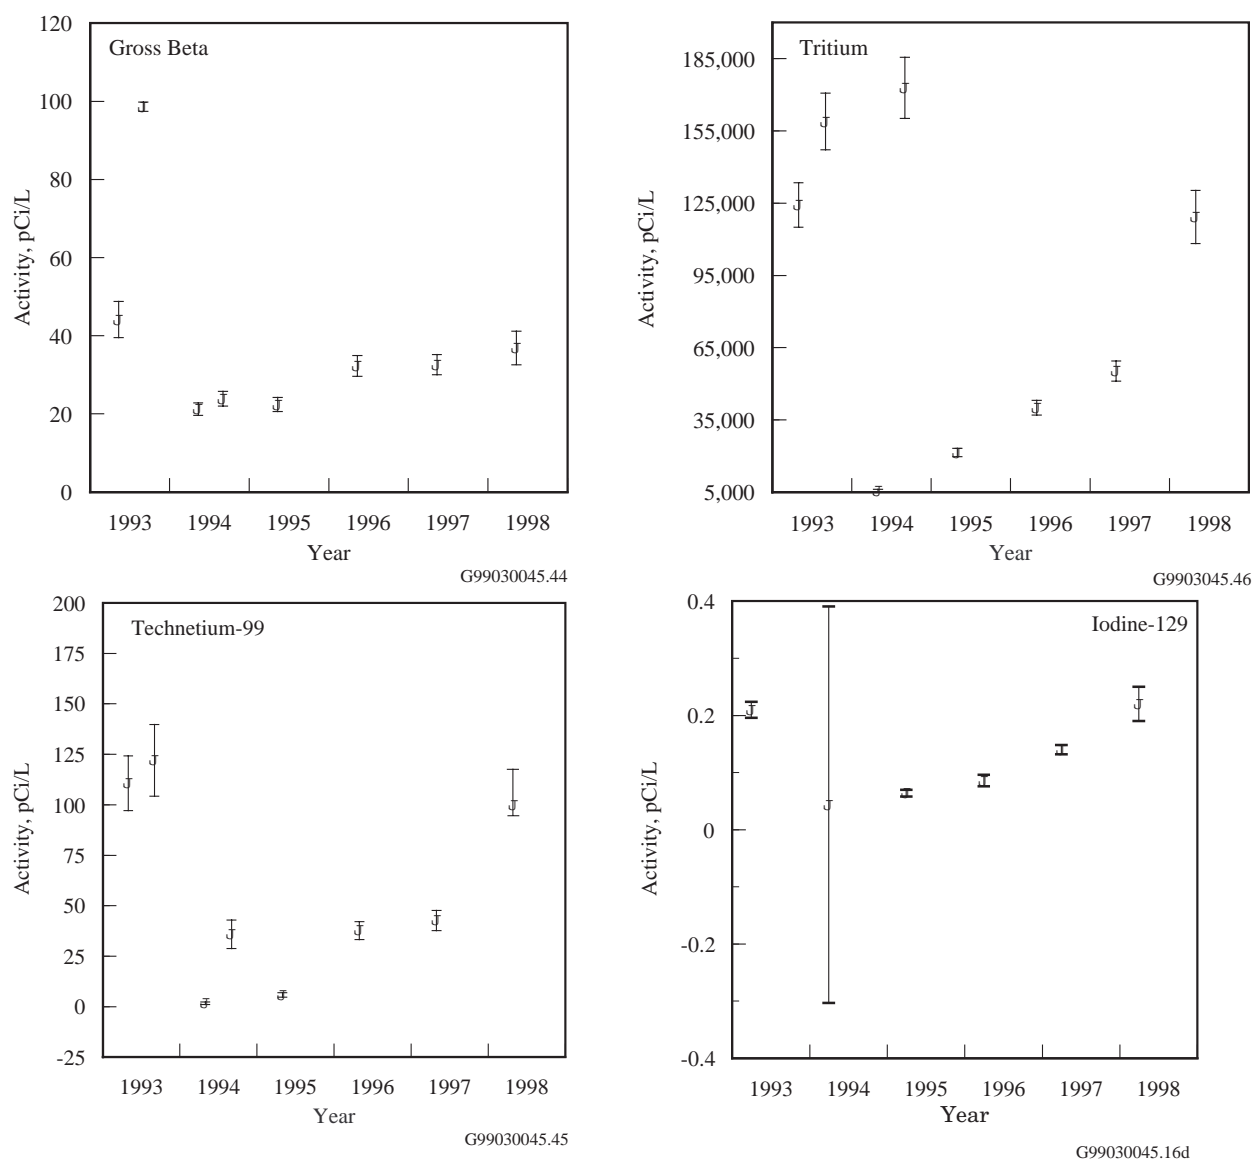 Gross Beta
Activity, pCi/L
120
100
80
60
40
20
0
J
J
J
J
J
J
J
J
1993 1994 1995 1996 1997 1998
Year
G99030045.44
Tritium
Activity, pCi/L
185,000
155,000
125,000
95,000
65,000
35,000
5,000
J
J
J
J
J
J
J
J
1993 1994 1995 1996 1997 1998
Year
G9903045.46
Technetium-99
Activity, pCi/L
200
175
150
125
100
75
50
25
0
-25
J
J
J
J
J
J
J
J
1993 1994 1995 1996 1997 1998
Year
G99030045.45
Iodine-129
Activity, pCi/L
0.4
0.2
0
-0.2
-0.4
J
J
J
J
J
J
1993 1994 1995 1996 1997 1998
Year
G99030045.16d